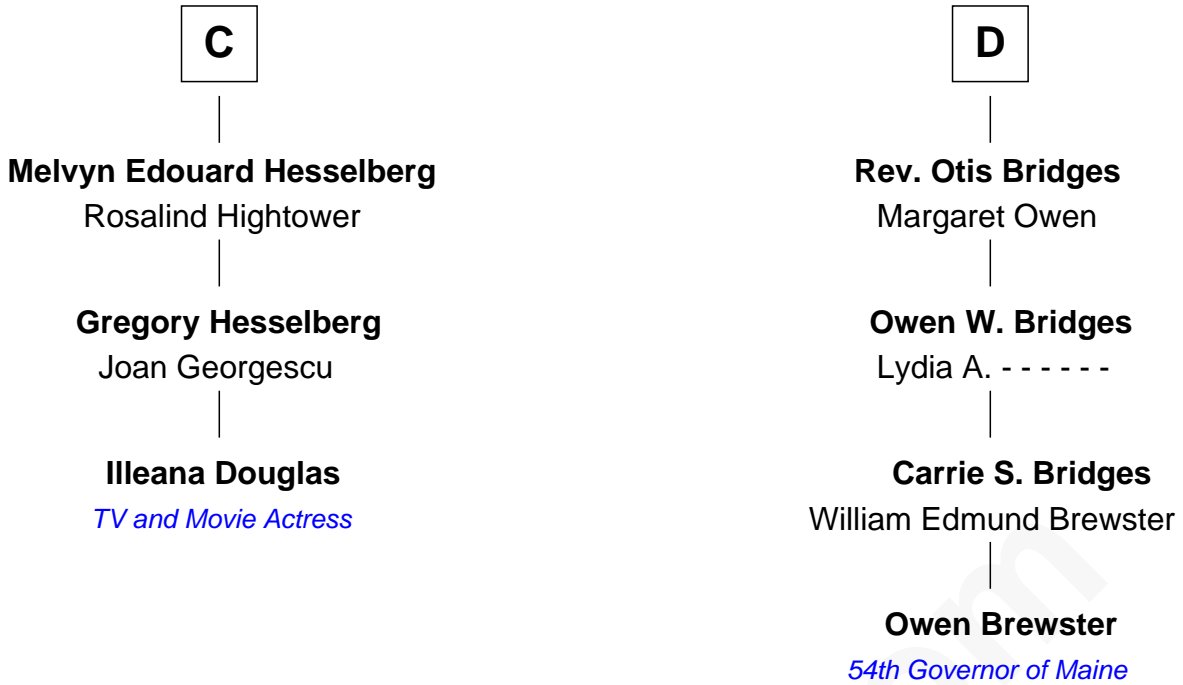 C
Melvyn Edouard Hesselberg
Rosalind Hightower
Gregory Hesselberg
Joan Georgescu
Illeana Douglas
TV and Movie Actress
D
Rev. Otis Bridges
Margaret Owen
Owen W. Bridges
Lydia A. - - - - - -
Carrie S. Bridges
William Edmund Brewster
Owen Brewster
54th Governor of Maine